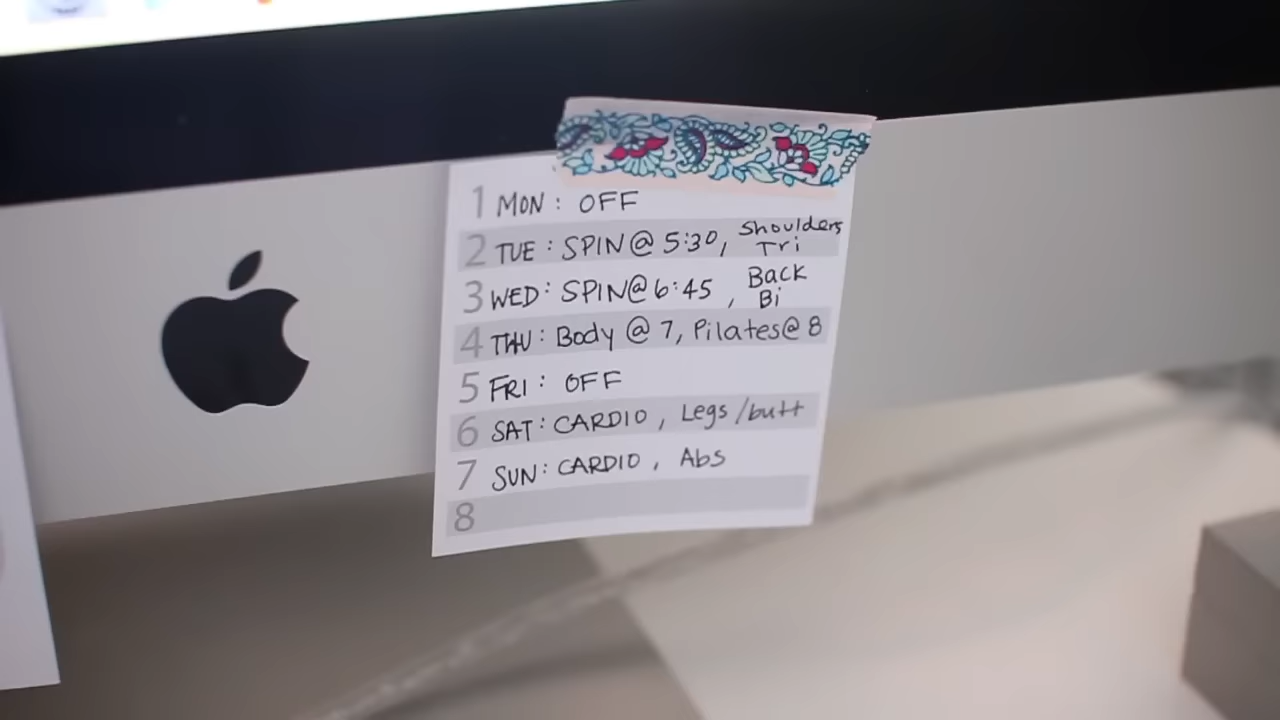 1 MON: OFF
2 TUE: SPIN @ 5:30, Shoulders
Tri
3 WED: SPIN@ 6:45, Back
Bi
4 THU: Body @ 7, Pilates@ 8
5 FRI: OFF
6 SAT: CARDIO, Legs/butt
7 SUN: CARDIO, Abs
8